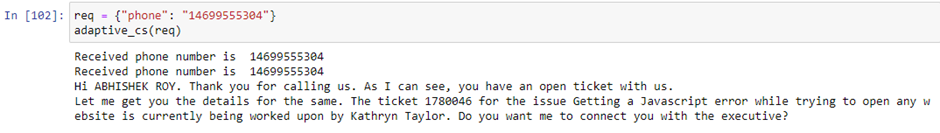 In [102]: req = {"phone": "14699555304"}
adaptive_cs(req)
Received phone number is  14699555304
Received phone number is  14699555304
Hi ABHISHEK ROY. Thank you for calling us. As I can see, you have an open ticket with us.
Let me get you the details for the same. The ticket 1780046 for the issue Getting a Javascript error while trying to open any w
ebsite is currently being worked upon by Kathryn Taylor. Do you want me to connect you with the executive?